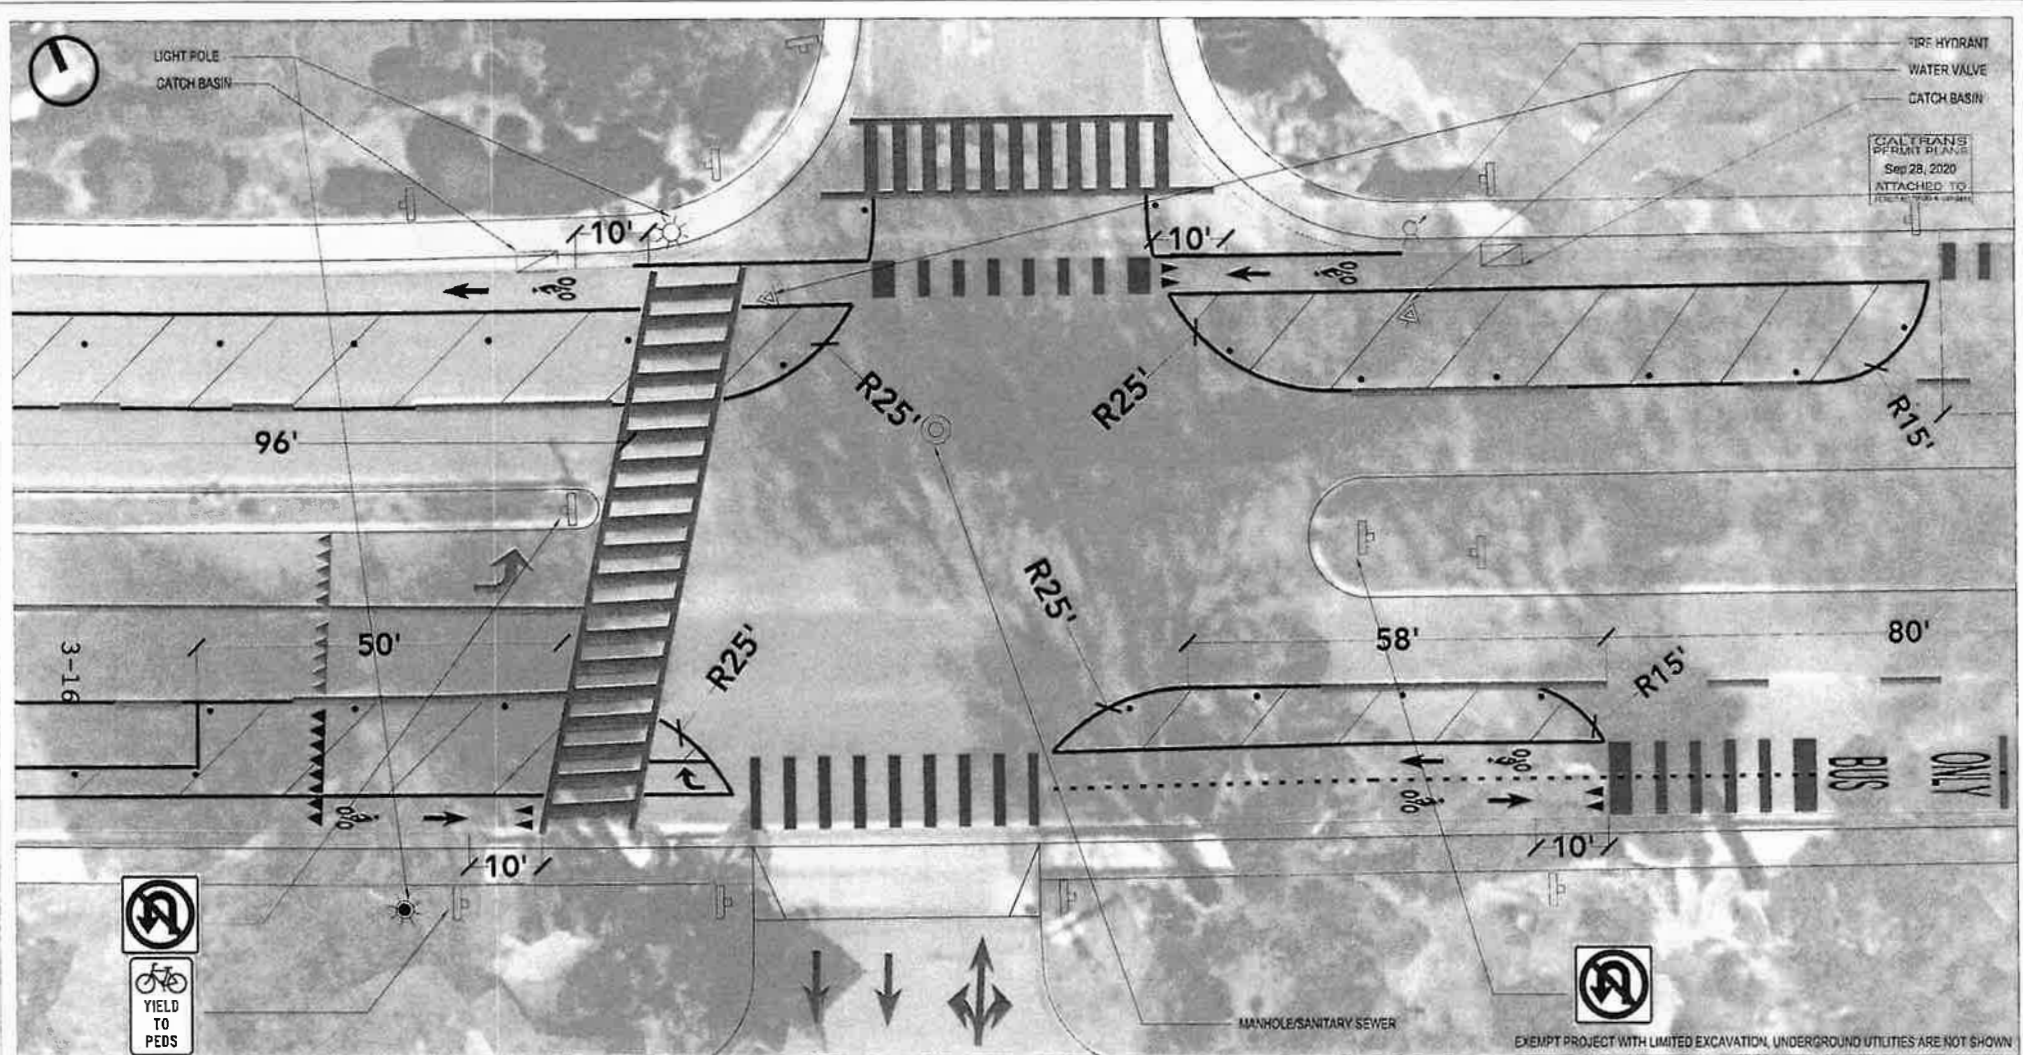 LIGHT POLE
CATCH BASIN
FIRE HYDRANT
WATER VALVE
CATCH BASIN
CALTRANS
PERMIT PLANS
Sep 28, 2020
ATTACHED TO
10'
10'
R25'
R25'
R15'
96'
R25'
50'
R25'
58'
80'
3-16
R15'
BUS
ONLY
10'
10'
YIELD
TO
PEDS
MANHOLE/SANITARY SEWER
EXEMPT PROJECT WITH LIMITED EXCAVATION, UNDERGROUND UTILITIES ARE NOT SHOWN